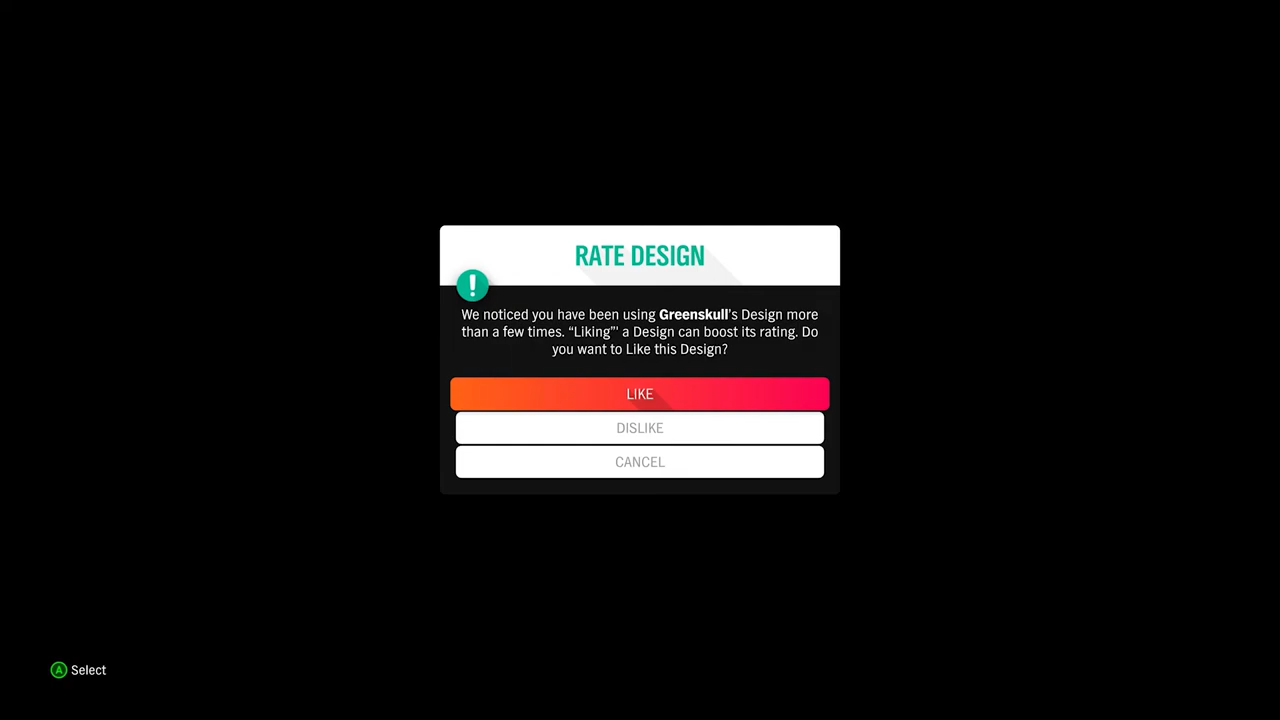 RATE DESIGN
!
We noticed you have been using Greenskull's Design more
than a few times. “Liking”' a Design can boost its rating. Do
you want to Like this Design?
LIKE
DISLIKE
CANCEL
A Select